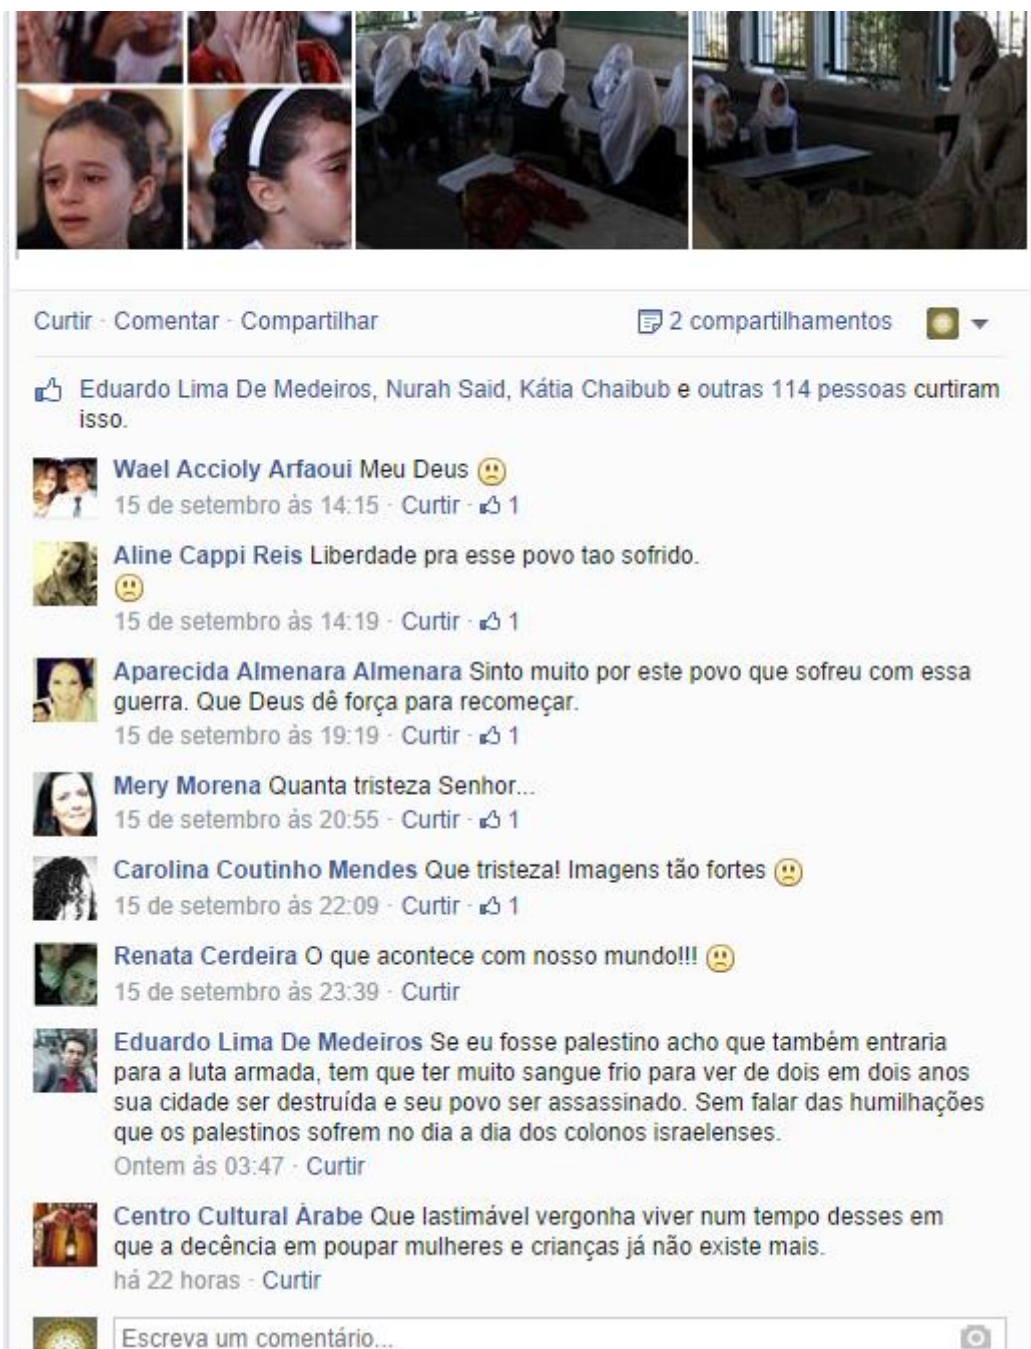 Curtir · Comentar · Compartilhar 2 compartilhamentos
Eduardo Lima De Medeiros, Nurah Said, Kátia Chaibub e outras 114 pessoas curtiram
isso.
Wael Accioly Arfaoui Meu Deus
15 de setembro às 14:15 · Curtir · 1
Aline Cappi Reis Liberdade pra esse povo tao sofrido.
15 de setembro às 14:19 · Curtir · 1
Aparecida Almenara Almenara Sinto muito por este povo que sofreu com essa
guerra. Que Deus dê força para recomeçar.
15 de setembro às 19:19 · Curtir · 1
Mery Morena Quanta tristeza Senhor...
15 de setembro às 20:55 · Curtir · 1
Carolina Coutinho Mendes Que tristeza! Imagens tão fortes
15 de setembro às 22:09 · Curtir · 1
Renata Cerdeira O que acontece com nosso mundo!!!
15 de setembro às 23:39 · Curtir
Eduardo Lima De Medeiros Se eu fosse palestino acho que também entraria
para a luta armada, tem que ter muito sangue frio para ver de dois em dois anos
sua cidade ser destruída e seu povo ser assassinado. Sem falar das humilhações
que os palestinos sofrem no dia a dia dos colonos israelenses.
Ontem às 03:47 · Curtir
Centro Cultural Árabe Que lastimável vergonha viver num tempo desses em
que a decência em poupar mulheres e crianças já não existe mais.
há 22 horas · Curtir
Escreva um comentário...